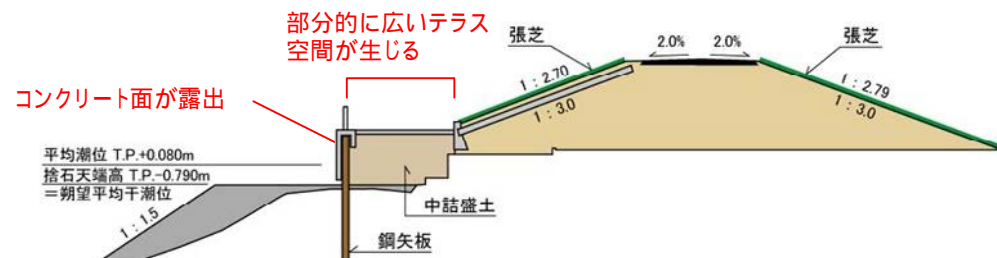 部分的に広いテラス
空間が生じる
コンクリート面が露出
張芝
2.0%
2.0%
張芝
1:2.70
1:3.0
1:2.79
1:3.0
平均潮位 T.P.+0.080m
捨石天端高 T.P.-0.790m
=朔望平均干潮位
1:1.5
中詰盛土
鋼矢板